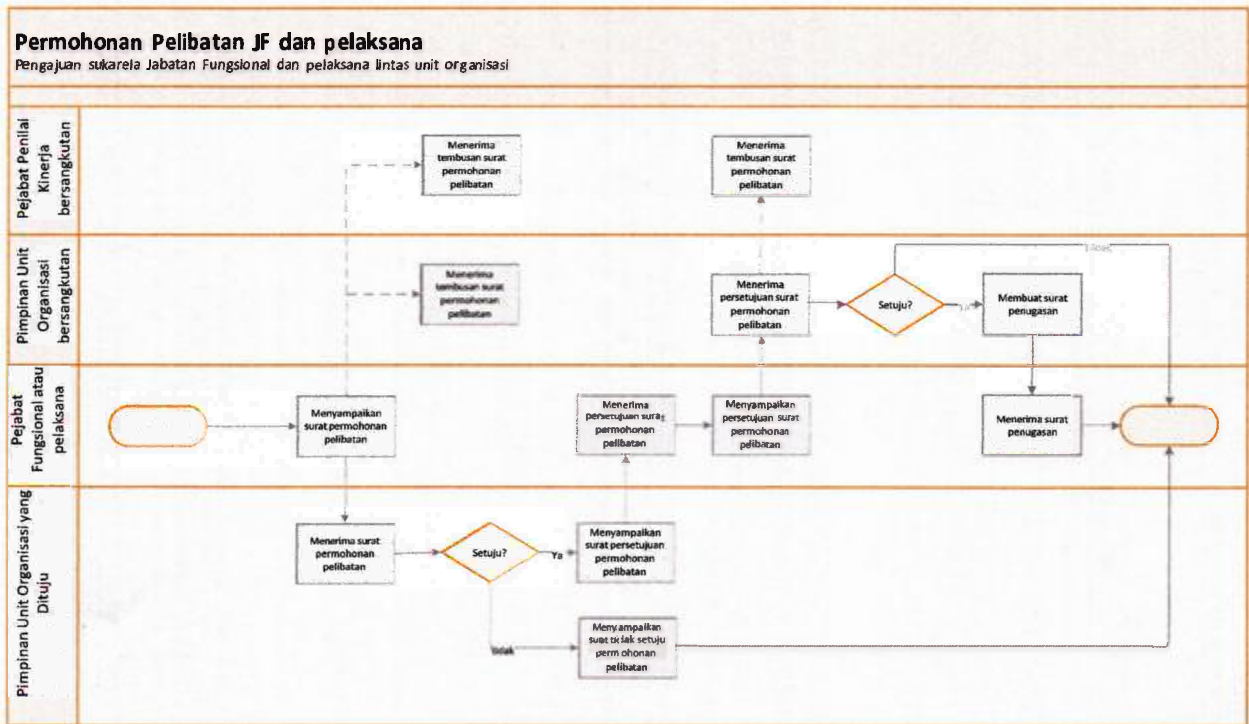 Permohonan Pelibatan JF dan pelaksana
Pengajuan sukarela Jabatan Fungsional dan pelaksana lintas unit organisasi
Pejabat Penilai
Kinerja
bersangkutan
Menerima
tembusan surat
permohonan
pelibatan
Menerima
tembusan surat
permohonan
pelibatan
Pimpinan Unit
Organisasi
bersangkutan
Menerima
tembusan surat
permohonan
pelibatan
Menerima
persetujuan surat
permohonan
pelibatan
Setuju?
Membuat surat
penugasan
Pejabat
Fungsional atau
pelaksana
Menyampaikan
surat permohonan
pelibatan
Menerima
persetujuan surat
permohonan
pelibatan
Menyampaikan
persetujuan surat
permohonan
pelibatan
Menerima surat
penugasan
Pimpinan Unit Organisasi yang
Dituju
Menerima surat
permohonan
pelibatan
Setuju?
Ya
Menyampaikan
surat persetujuan
permohonan
pelibatan
tidak
Menyampaikan
surat tidak setuju
permohonan
pelibatan